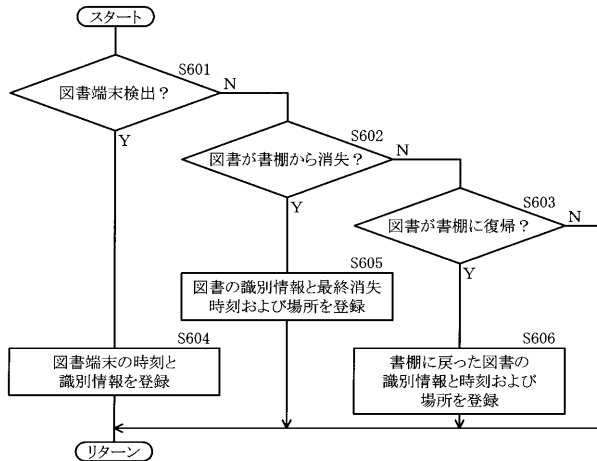 スタート
S601
図書端末検出？
N
Y
S602
図書が書棚から消失？
N
Y
S603
図書が書棚に復帰？
N
Y
S605
図書の識別情報と最終消失
時刻および場所を登録
S604
図書端末の時刻と
識別情報を登録
S606
書棚に戻った図書の
識別情報と時刻および
場所を登録
リターン